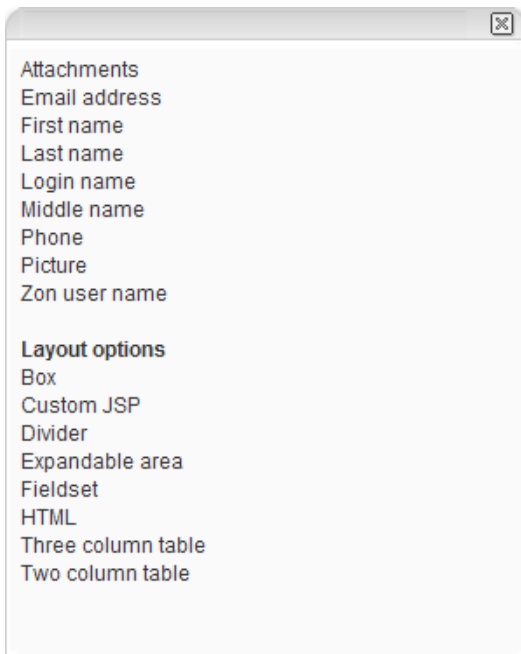 Attachments
Email address
First name
Last name
Login name
Middle name
Phone
Picture
Zon user name
Layout options
Box
Custom JSP
Divider
Expandable area
Fieldset
HTML
Three column table
Two column table